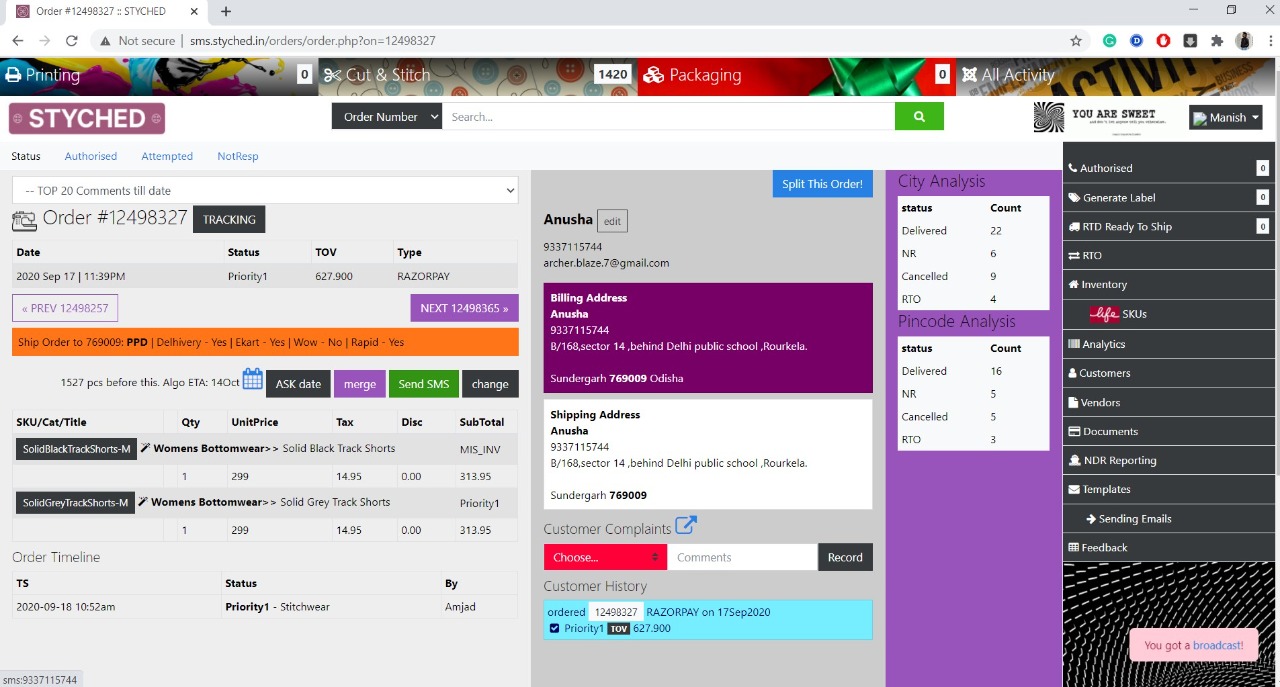 Order #12498327 :: STYCHED
Not secure | sms.styched.in/orders/order.php?on=12498327
Printing 0 Cut & Stitch 1420 Packaging 0 All Activity
STYCHED
Order Number Search... YOU ARE SWEET Manish
Status Authorised Attempted NotResp
-- TOP 20 Comments till date
Order #12498327 TRACKING
Date Status TOV Type
2020 Sep 17 | 11:39PM Priority1 627.900 RAZORPAY
« PREV 12498257 NEXT 12498365 »
Ship Order to 769009: PPD | Delhivery - Yes | Ekart - Yes | Wow - No | Rapid - Yes
1527 pcs before this. Algo ETA: 14Oct ASK date merge Send SMS change
SKU/Cat/Title Qty UnitPrice Tax Disc SubTotal
SolidBlackTrackShorts-M Womens Bottomwear>> Solid Black Track Shorts MIS_INV
1 299 14.95 0.00 313.95
SolidGreyTrackShorts-M Womens Bottomwear>> Solid Grey Track Shorts Priority1
1 299 14.95 0.00 313.95
Order Timeline
TS Status By
2020-09-18 10:52am Priority1 - Stitchwear Amjad
Split This Order!
Anusha edit
9337115744
archer.blaze.7@gmail.com
Billing Address
Anusha
9337115744
B/168,sector 14 ,behind Delhi public school ,Rourkela.
Sundergarh 769009 Odisha
Shipping Address
Anusha
9337115744
B/168,sector 14 ,behind Delhi public school ,Rourkela.
Sundergarh 769009
Customer Complaints
Choose... Comments Record
Customer History
ordered 12498327 RAZORPAY on 17Sep2020
Priority1 TOV 627.900
City Analysis
status Count
Delivered 22
NR 6
Cancelled 9
RTO 4
Pincode Analysis
status Count
Delivered 16
NR 5
Cancelled 5
RTO 3
Authorised 0
Generate Label 0
RTD Ready To Ship 0
RTO
Inventory
life SKUs
Analytics
Customers
Vendors
Documents
NDR Reporting
Templates
Sending Emails
Feedback
You got a broadcast!
sms:9337115744